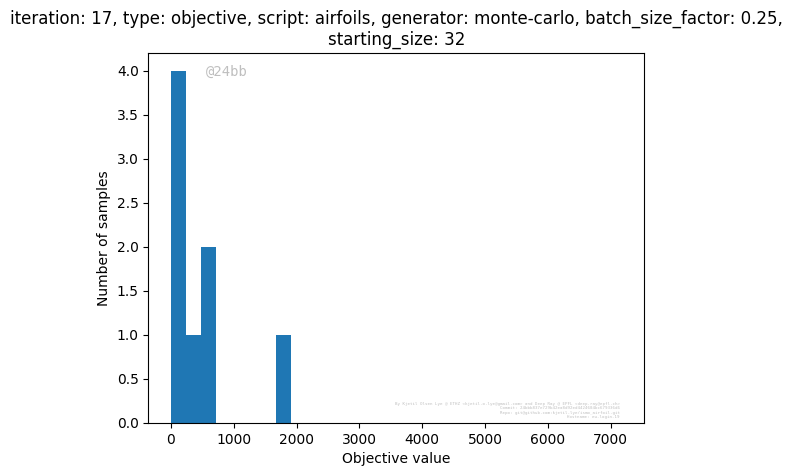 iteration: 17, type: objective, script: airfoils, generator: monte-carlo, batch_size_factor: 0.25,
starting_size: 32
@24bb
4.0
3.5
3.0
2.5
2.0
1.5
1.0
0.5
0.0
Number of samples
0 1000 2000 3000 4000 5000 6000 7000
Objective value